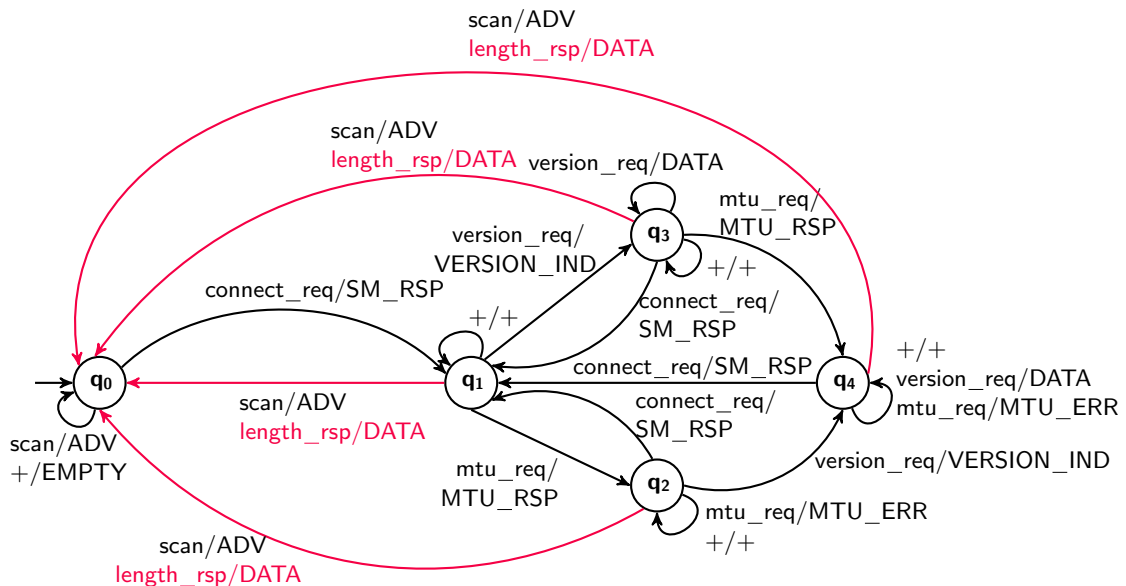 scan/ADV
length_rsp/DATA
scan/ADV
length_rsp/DATA
version_req/DATA
mtu_req/
MTU_RSP
q3
version_req/
VERSION_IND
+/+
connect_req/SM_RSP
+/+
connect_req/
SM_RSP
+/+
q0
q1
connect_req/SM_RSP
q4
version_req/DATA
mtu_req/MTU_ERR
scan/ADV
length_rsp/DATA
connect_req/
SM_RSP
scan/ADV
+/EMPTY
mtu_req/
MTU_RSP
q2
version_req/VERSION_IND
mtu_req/MTU_ERR
+/+
scan/ADV
length_rsp/DATA